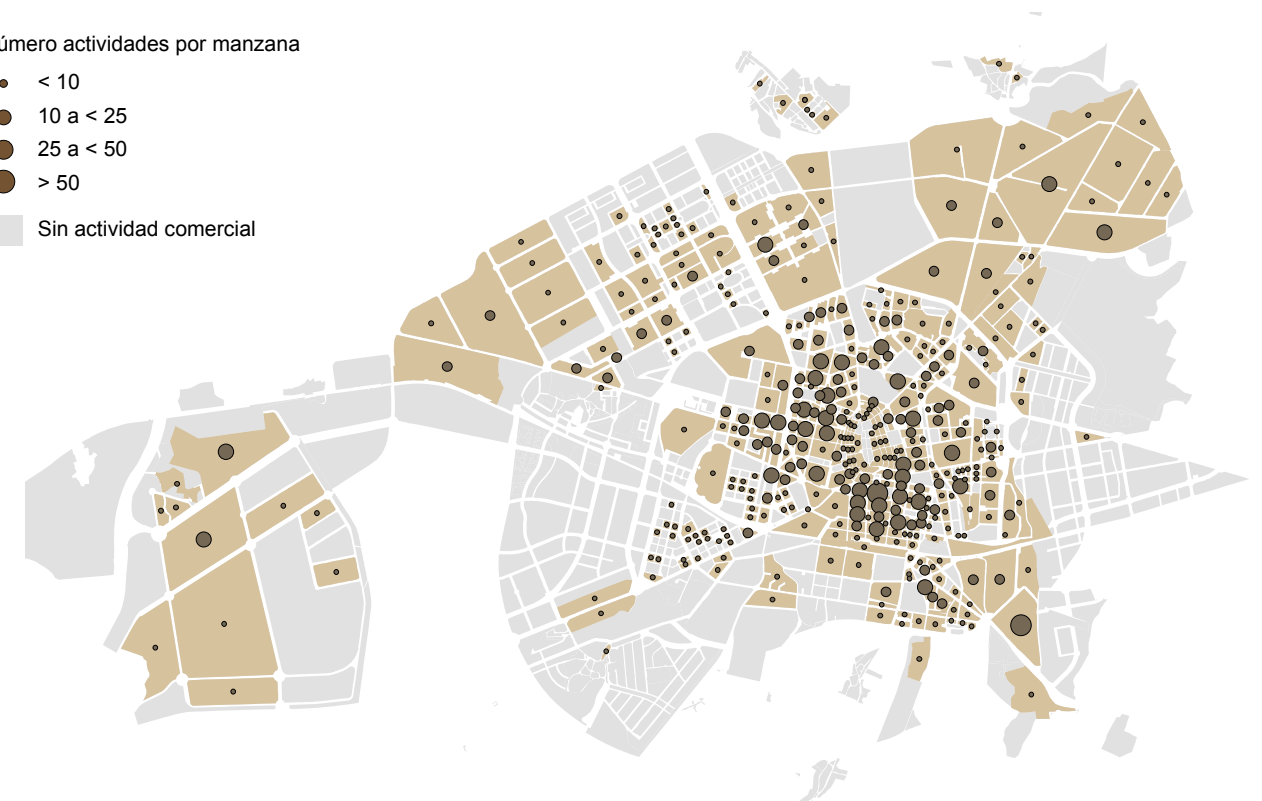 úmero actividades por manzana
< 10
10 a < 25
25 a < 50
> 50
Sin actividad comercial